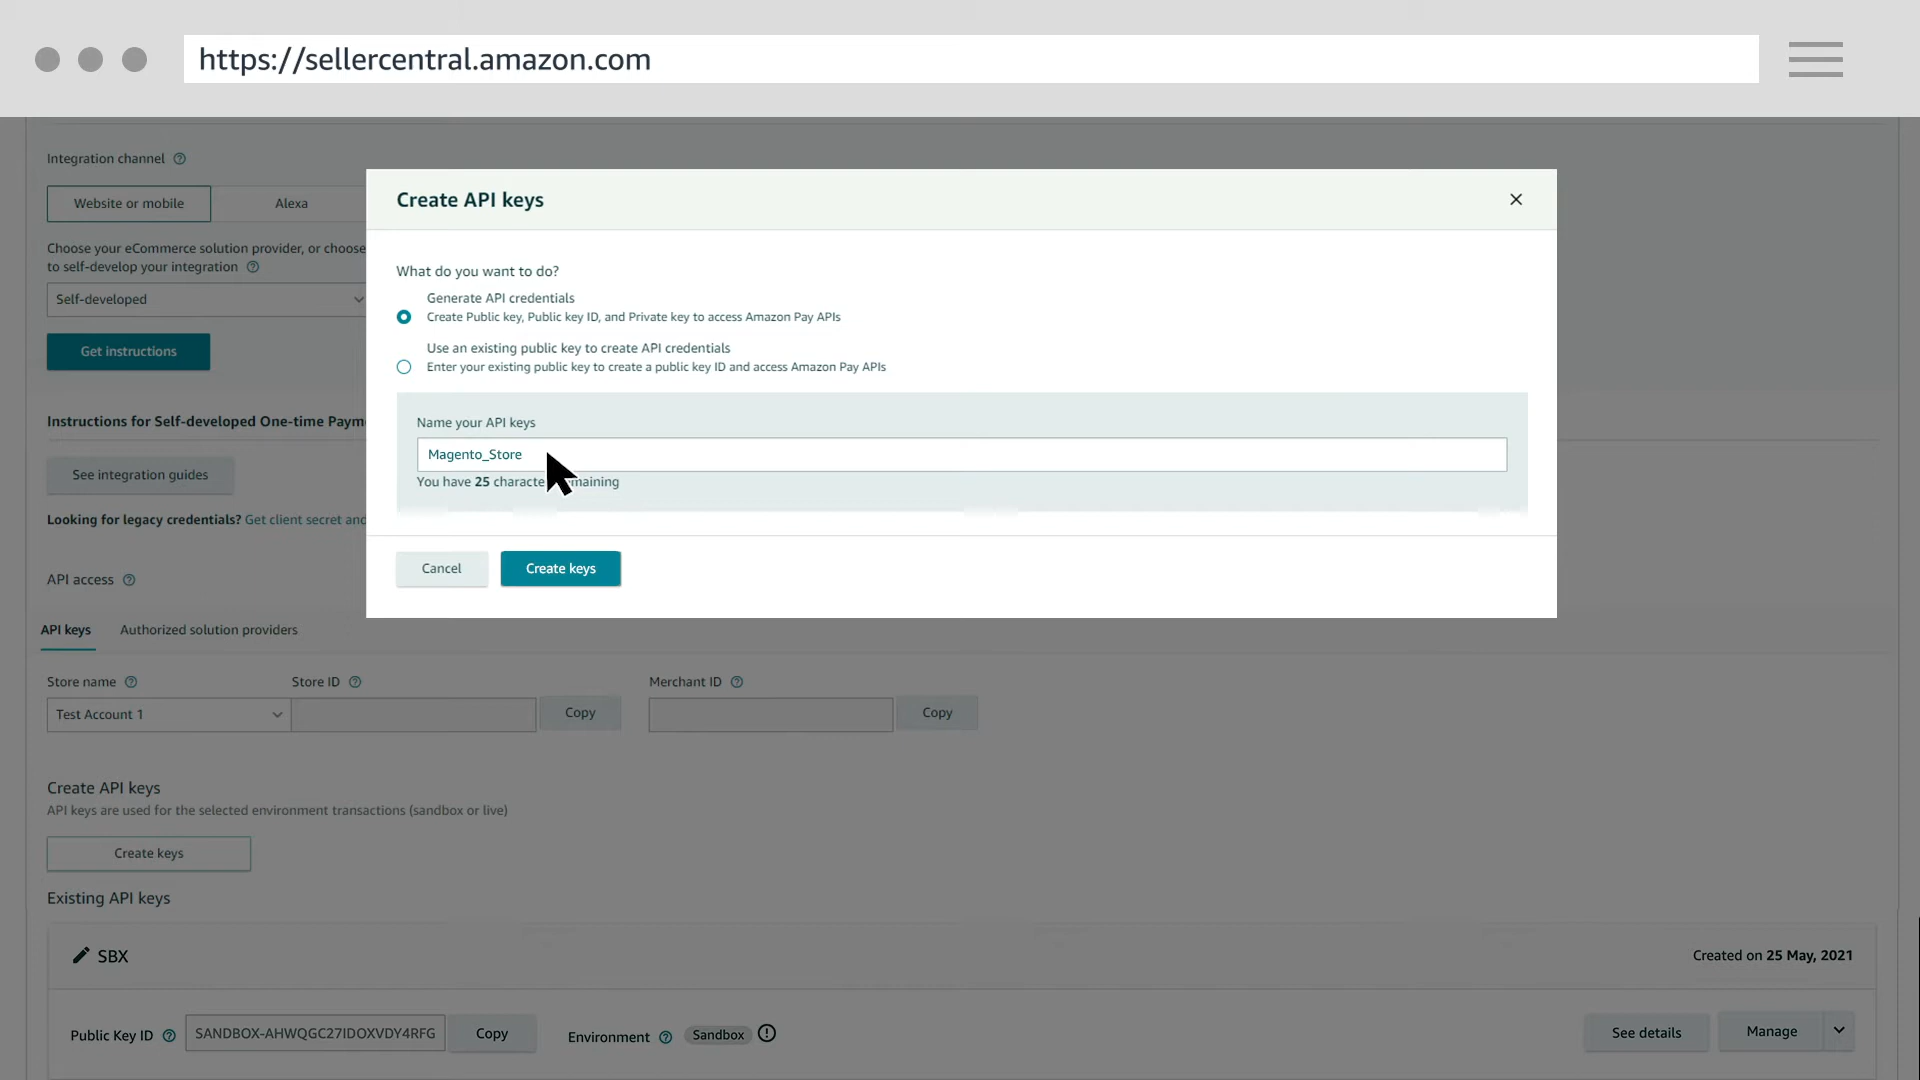 https://sellercentral.amazon.com
Integration channel
Website or mobile
Alexa
Choose your eCommerce solution provider, or choose
to self-develop your integration
Self-developed
Get instructions
Instructions for Self-developed One-time Paym
See integration guides
Looking for legacy credentials? Get client secret and
API access
Create API keys
What do you want to do?
Generate API credentials
Create Public key, Public key ID, and Private key to access Amazon Pay APIs
Use an existing public key to create API credentials
Enter your existing public key to create a public key ID and access Amazon Pay APIs
Name your API keys
Magento_Store
You have 25 characte maining
Cancel
Create keys
API keys
Authorized solution providers
Store name
Store ID
Merchant ID
Test Account 1
Copy
Copy
Create API keys
API keys are used for the selected environment transactions (sandbox or live)
Create keys
Existing API keys
SBX
Created on 25 May, 2021
Public Key ID
SANDBOX-AHWQGC27IDOXVDY4RFG
Copy
Environment
Sandbox
See details
Manage